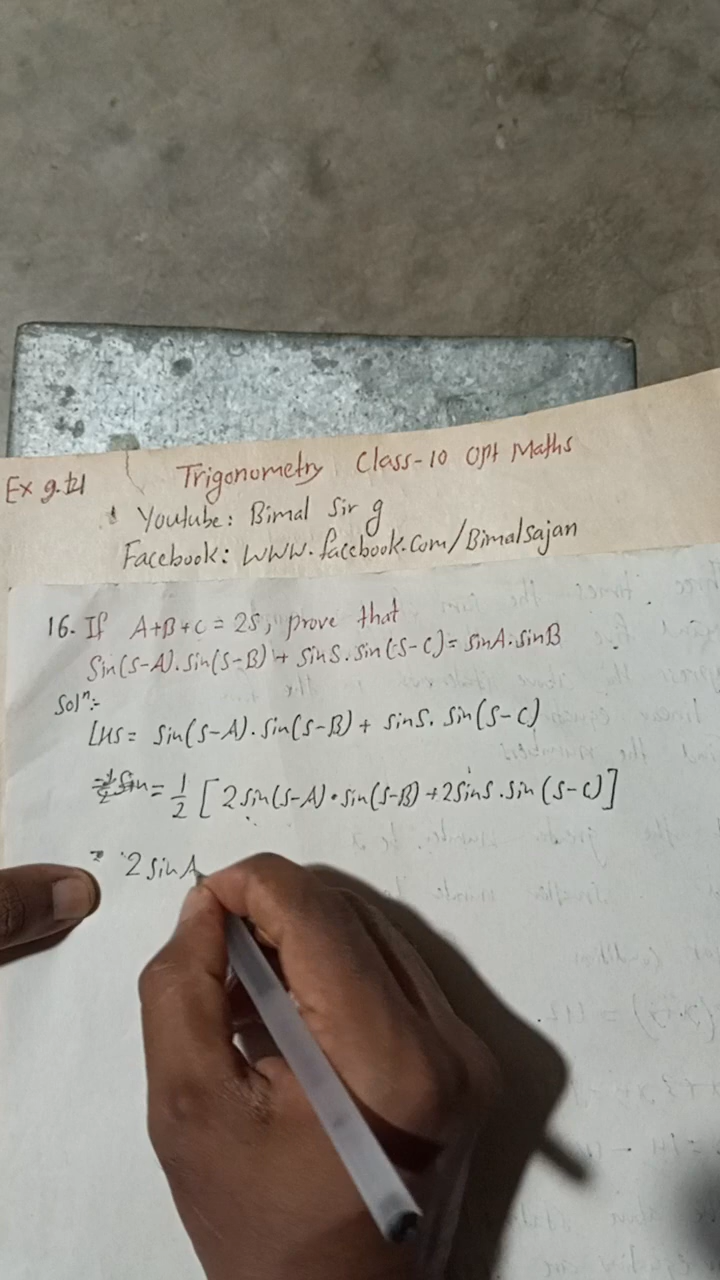 Ex 9.
Trigonometry Class-10 Opt Maths
Youtube: Bimal Sir g
Facebook: www.facebook.com/Bimalsajan
16. If A+B+C = 2S, prove that
Sin(S-A).sin(S-B) + sinS.sin(S-C) = sinA.sinB
Solⁿ:-
LHS = sin(S-A).sin(S-B) + sinS. sin(S-C)
= 1/2 [2sin(S-A).sin(S-B) + 2sinS.sin(S-C)]
= 2 sin A